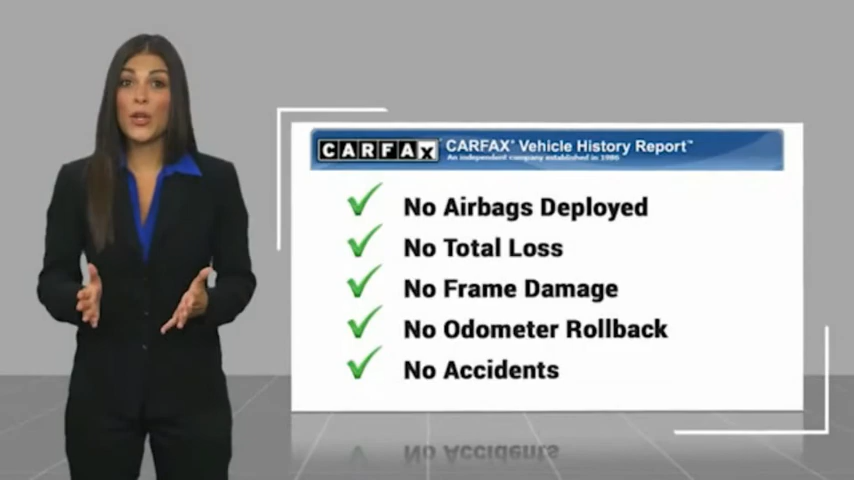 CARFAX CARFAX® Vehicle History Report™
An independent company established in 1986
No Airbags Deployed
No Total Loss
No Frame Damage
No Odometer Rollback
No Accidents
No Accidents